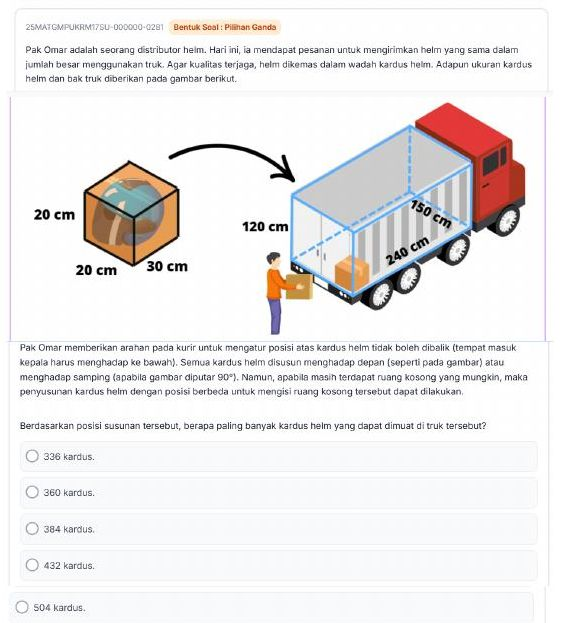 25MATGMPUKRM17SU-000000-0281 Bentuk Soal : Pilihan Ganda
Pak Omar adalah seorang distributor helm. Hari ini, ia mendapat pesanan untuk mengirimkan helm yang sama dalam
jumlah besar menggunakan truk. Agar kualitas terjaga, helm dikemas dalam wadah kardus helm. Adapun ukuran kardus
helm dan bak truk diberikan pada gambar berikut.
20 cm
20 cm
30 cm
120 cm
150 cm
240 cm
Pak Omar memberikan arahan pada kurir untuk mengatur posisi atas kardus helm tidak boleh dibalik (tempat masuk
kepala harus menghadap ke bawah). Semua kardus helm disusun menghadap depan (seperti pada gambar) atau
menghadap samping (apabila gambar diputar 90°). Namun, apabila masih terdapat ruang kosong yang mungkin, maka
penyusunan kardus helm dengan posisi berbeda untuk mengisi ruang kosong tersebut dapat dilakukan.
Berdasarkan posisi susunan tersebut, berapa paling banyak kardus helm yang dapat dimuat di truk tersebut?
336 kardus.
360 kardus.
384 kardus.
432 kardus.
504 kardus.